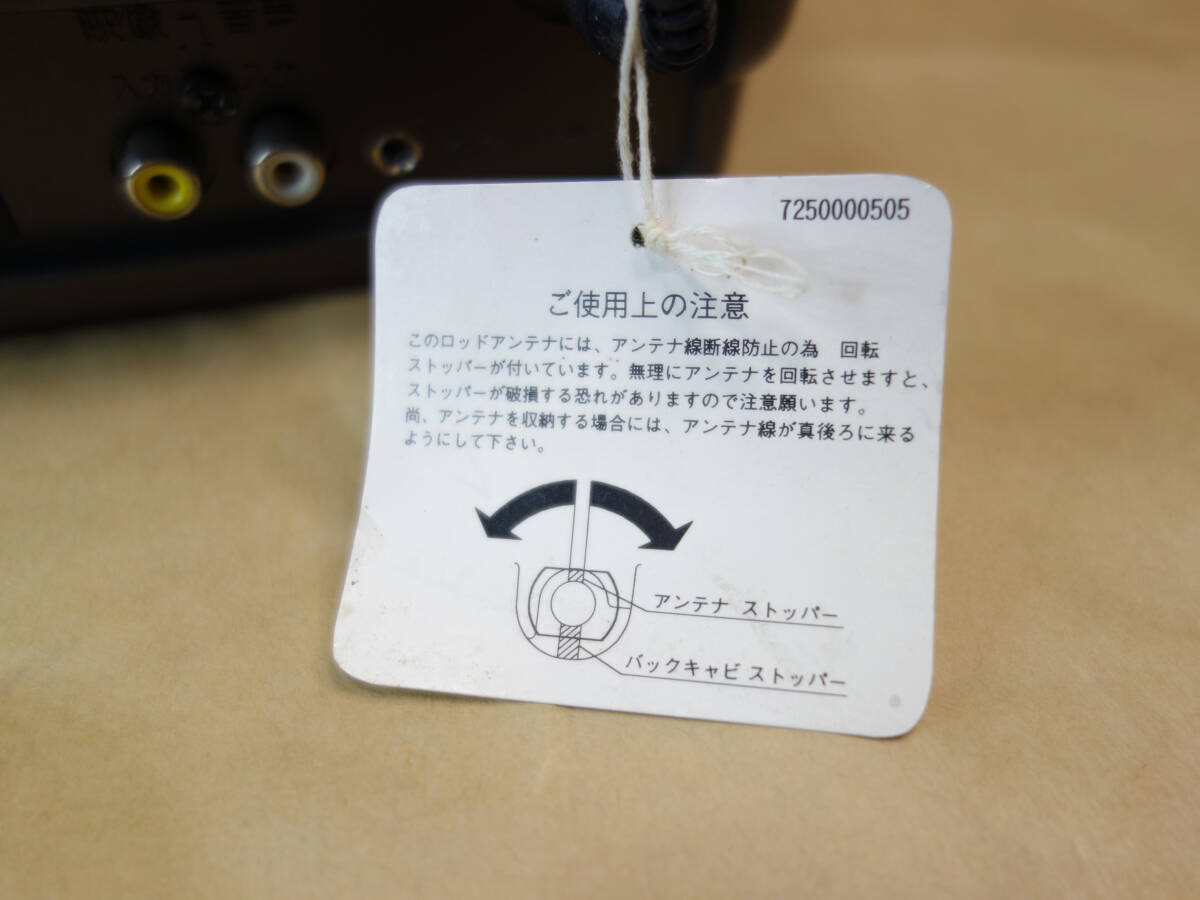 映像
入力
7250000505
ご使用上の注意
このロッドアンテナには、アンテナ線断線防止の為 回転
ストッパーが付いています。無理にアンテナを回転させますと、
ストッパーが破損する恐れがありますので注意願います。
尚、アンテナを収納する場合には、アンテナ線が真後ろに来る
ようにして下さい。
アンテナ ストッパー
バックキャビ ストッパー